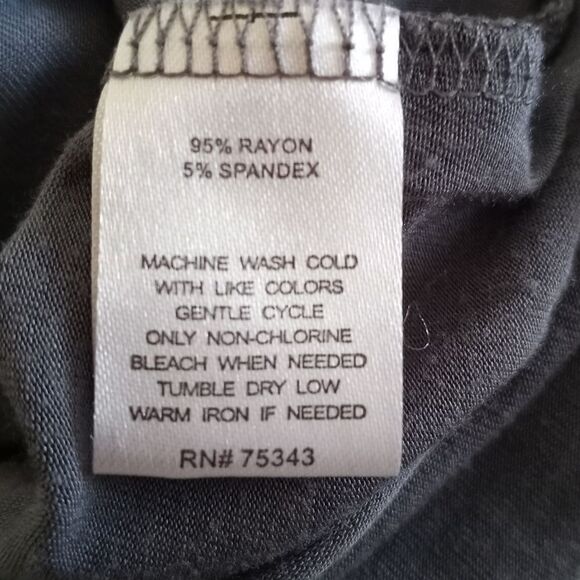 95% RAYON
5% SPANDEX
MACHINE WASH COLD
WITH LIKE COLORS
GENTLE CYCLE
ONLY NON-CHLORINE
BLEACH WHEN NEEDED
TUMBLE DRY LOW
WARM IRON IF NEEDED
RN# 75343